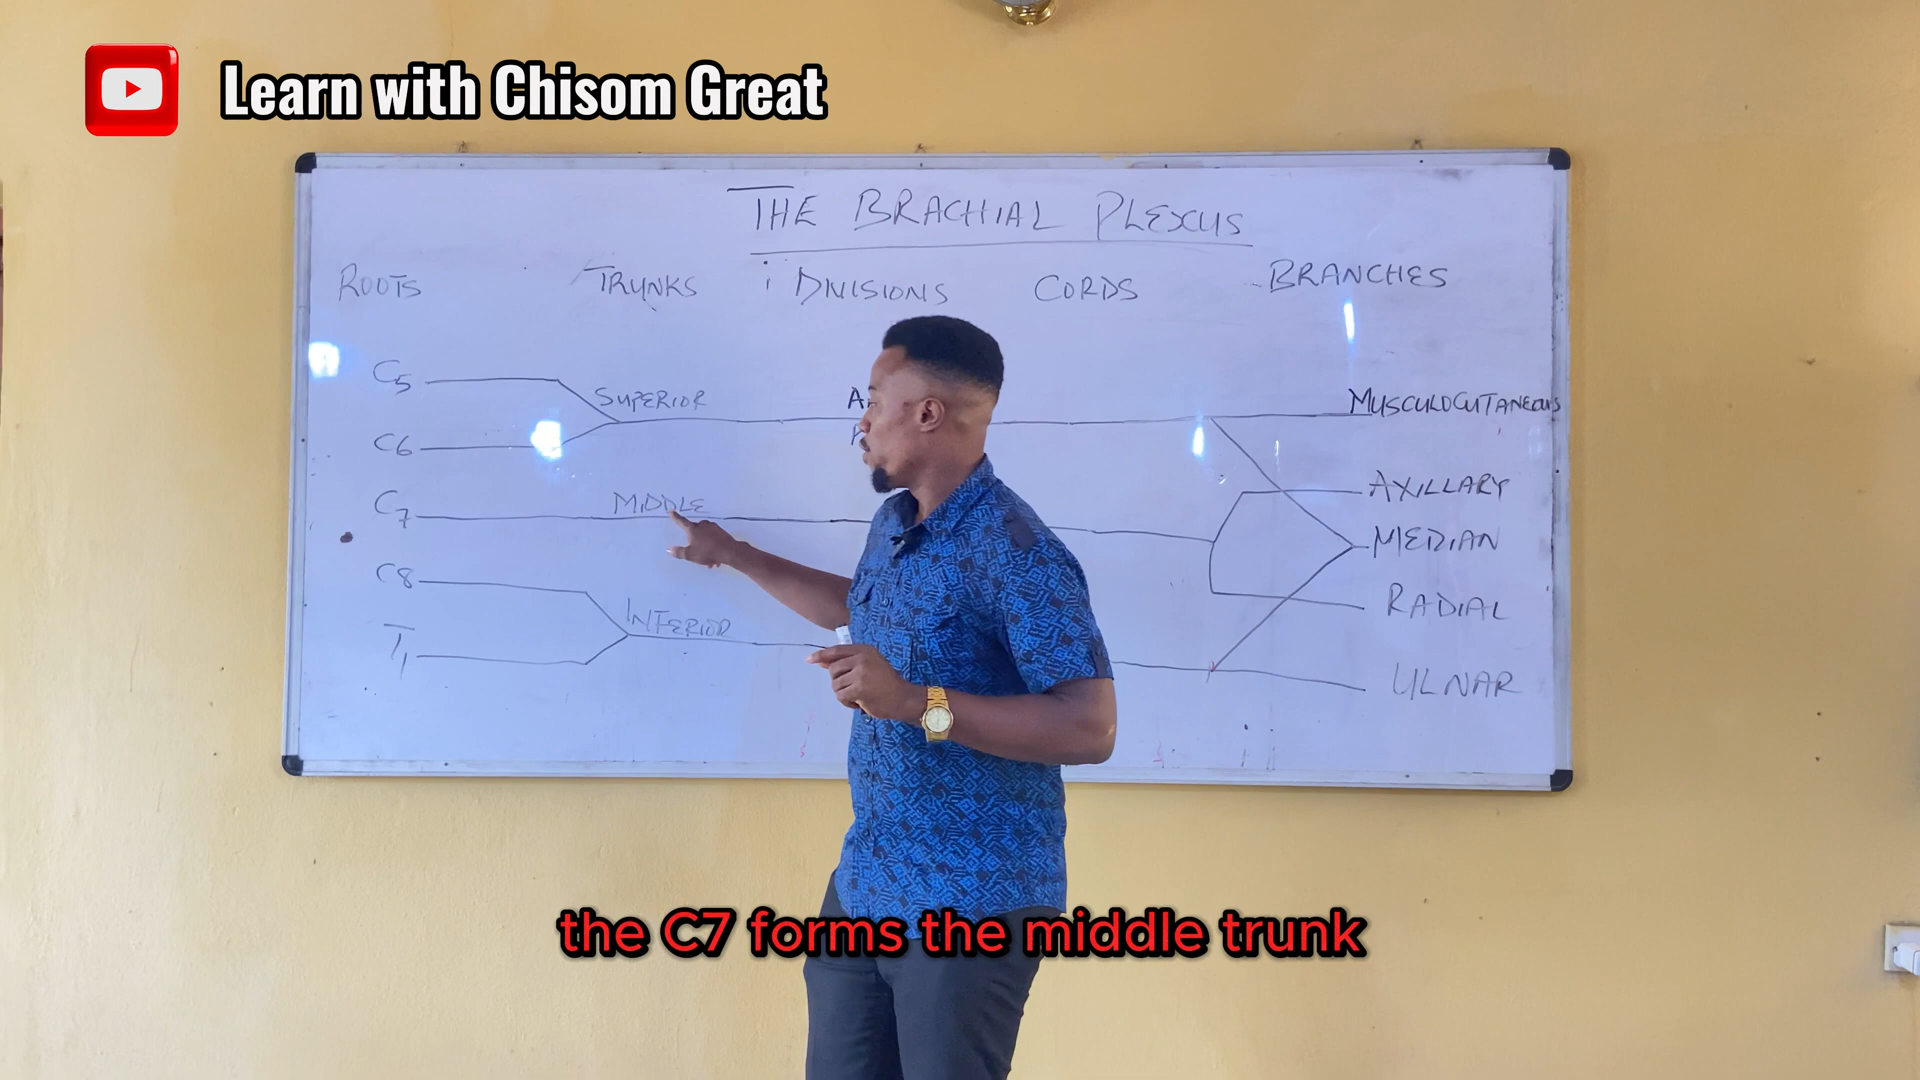 Learn with Chisom Great
THE BRACHIAL PLEXUS
ROOTS TRUNKS DIVISIONS CORDS BRANCHES
C5
SUPERIOR
MUSCULOCUTANEOUS
C6
C7
MIDDLE
AXILLARY
MEDIAN
C8
INFERIOR
RADIAL
T1
ULNAR
the C7 forms the middle trunk